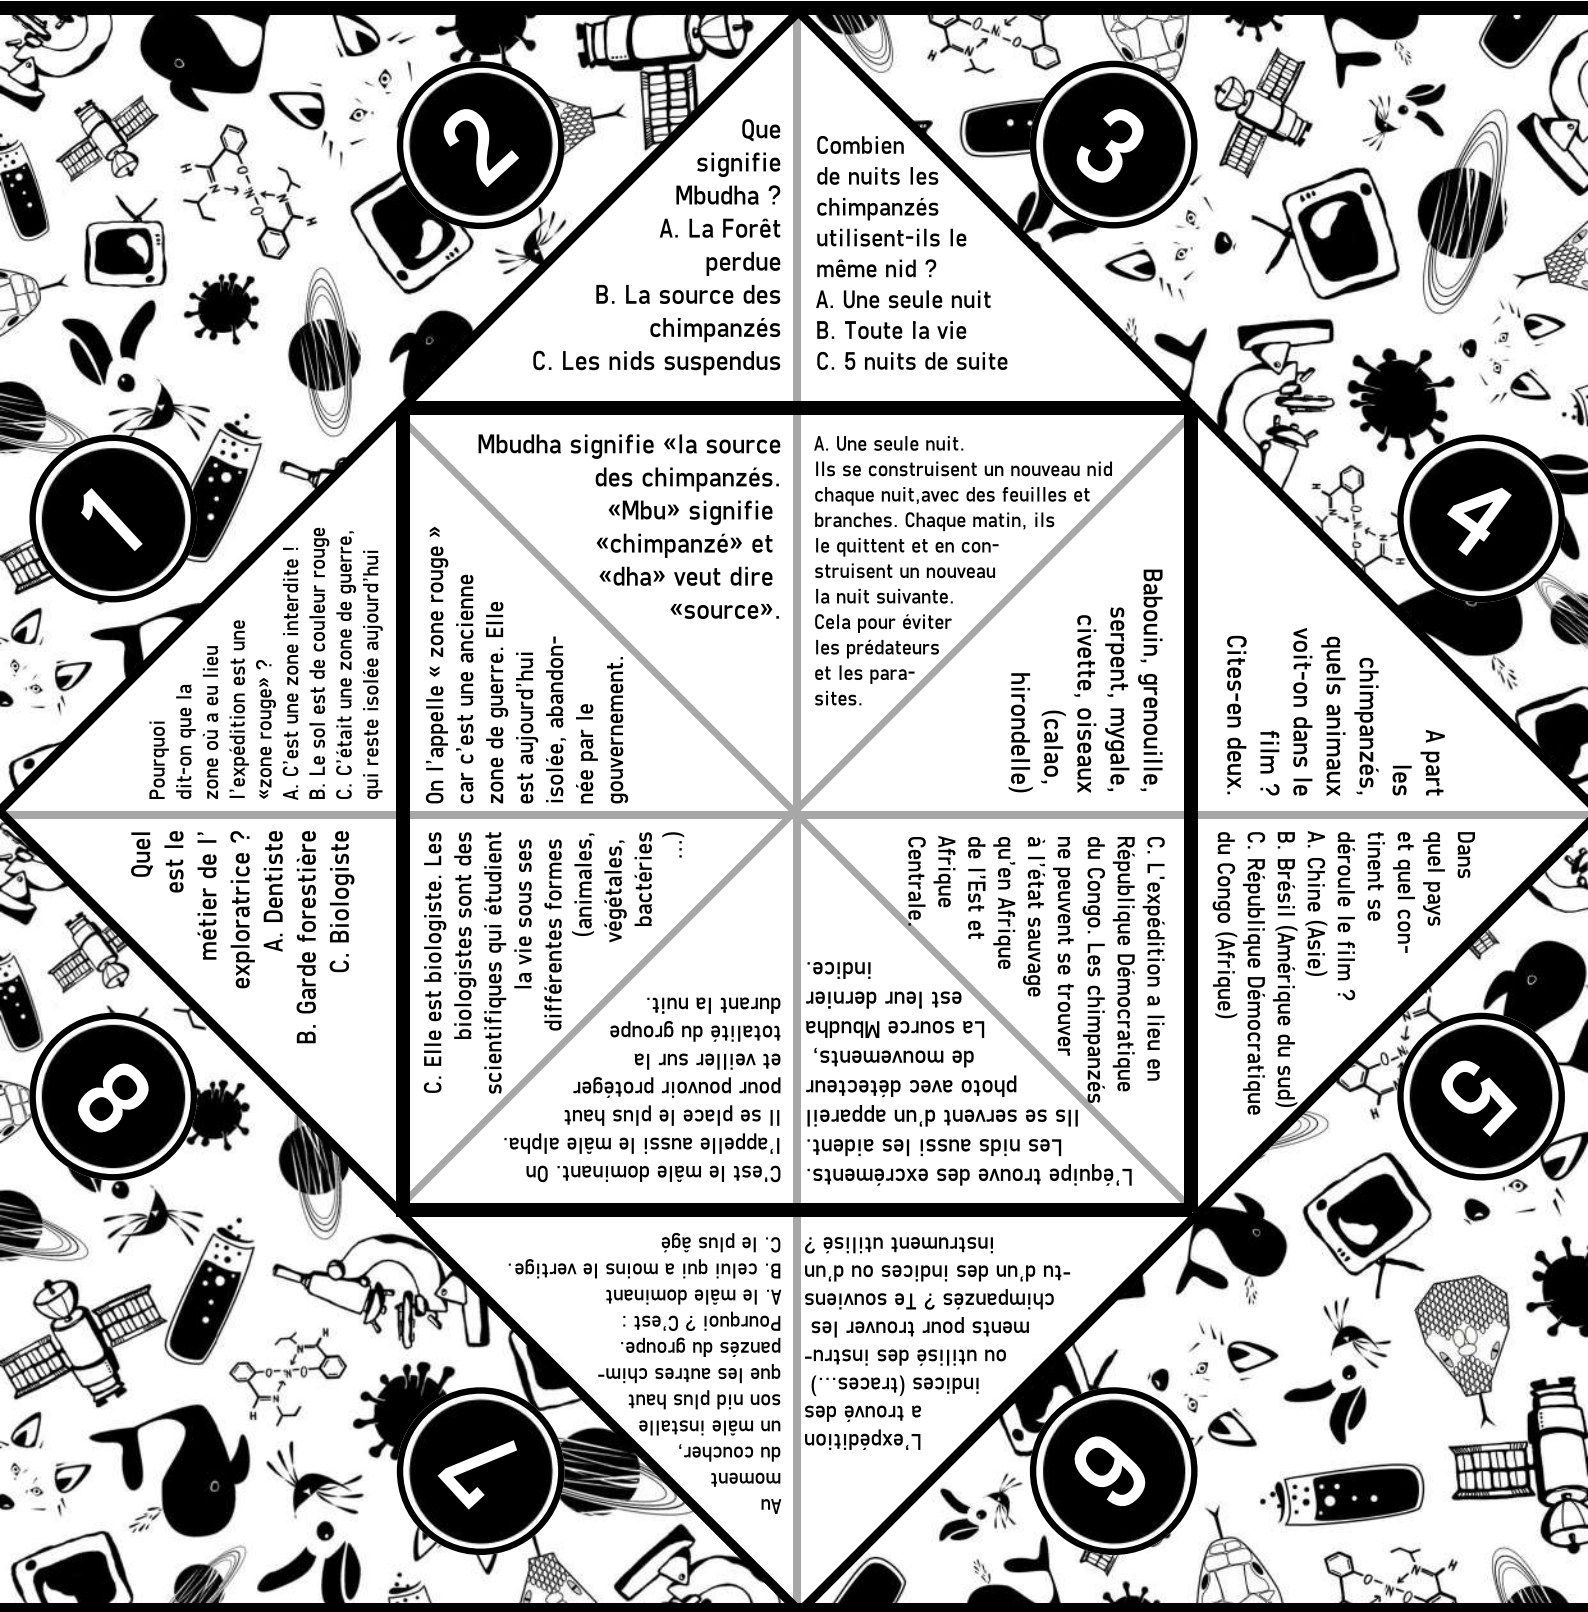 2
Que
signifie
Mbudha ?
A. La Forêt
perdue
B. La source des
chimpanzés
C. Les nids suspendus
3
Combien
de nuits les
chimpanzés
utilisent-ils le
même nid ?
A. Une seule nuit
B. Toute la vie
C. 5 nuits de suite
Mbudha signifie «la source
des chimpanzés.
«Mbu» signifie
«chimpanzé» et
«dha» veut dire
«source».
A. Une seule nuit.
Ils se construisent un nouveau nid
chaque nuit,avec des feuilles et
branches. Chaque matin, ils
le quittent et en con-
struisent un nouveau
la nuit suivante.
Cela pour éviter
les prédateurs
et les para-
sites.
1
Pourquoi
dit-on que la
zone où a eu lieu
l'expédition est une
«zone rouge» ?
A. C'est une zone interdite !
B. Le sol est de couleur rouge
C. C'était une zone de guerre,
qui reste isolée aujourd'hui
On l'appelle « zone rouge »
car c'est une ancienne
zone de guerre. Elle
est aujourd'hui
isolée, abandon-
née par le
gouvernement.
4
A part
les
chimpanzés,
quels animaux
voit-on dans le
film ?
Cites-en deux.
Babouin, grenouille,
serpent, mygale,
civette, oiseaux
(calao,
hirondelle)
5
Dans
quel pays
et quel con-
tinent se
déroule le film ?
A. Chine (Asie)
B. Brésil (Amérique du sud)
C. République Démocratique
du Congo (Afrique)
C. L'expédition a lieu en
République Démocratique
du Congo. Les chimpanzés
ne peuvent se trouver
à l'état sauvage
qu'en Afrique
de l'Est et
Afrique
Centrale.
6
L'expédition
a trouvé des
indices (traces...)
ou utilisé des instru-
ments pour trouver les
chimpanzés ? Te souviens
-tu d'un des indices ou d'un
instrument utilisé ?
L'équipe trouve des excréments.
Les nids aussi les aident.
Ils se servent d'un appareil
photo avec détecteur
de mouvements,
La source Mbudha
est leur dernier
indice.
7
Au
moment
du coucher,
un mâle installe
son nid plus haut
que les autres chim-
panzés du groupe.
Pourquoi ? C'est :
A. le mâle dominant
B. celui qui a moins le vertige.
C. le plus âgé
C'est le mâle dominant. On
l'appelle aussi le mâle alpha.
Il se place le plus haut
pour pouvoir protéger
et veiller sur la
totalité du groupe
durant la nuit.
8
Quel
est le
métier de l'
exploratrice ?
A. Dentiste
B. Garde forestière
C. Biologiste
C. Elle est biologiste. Les
biologistes sont des
scientifiques qui étudient
la vie sous ses
différentes formes
(animales,
végétales,
bactéries
...)